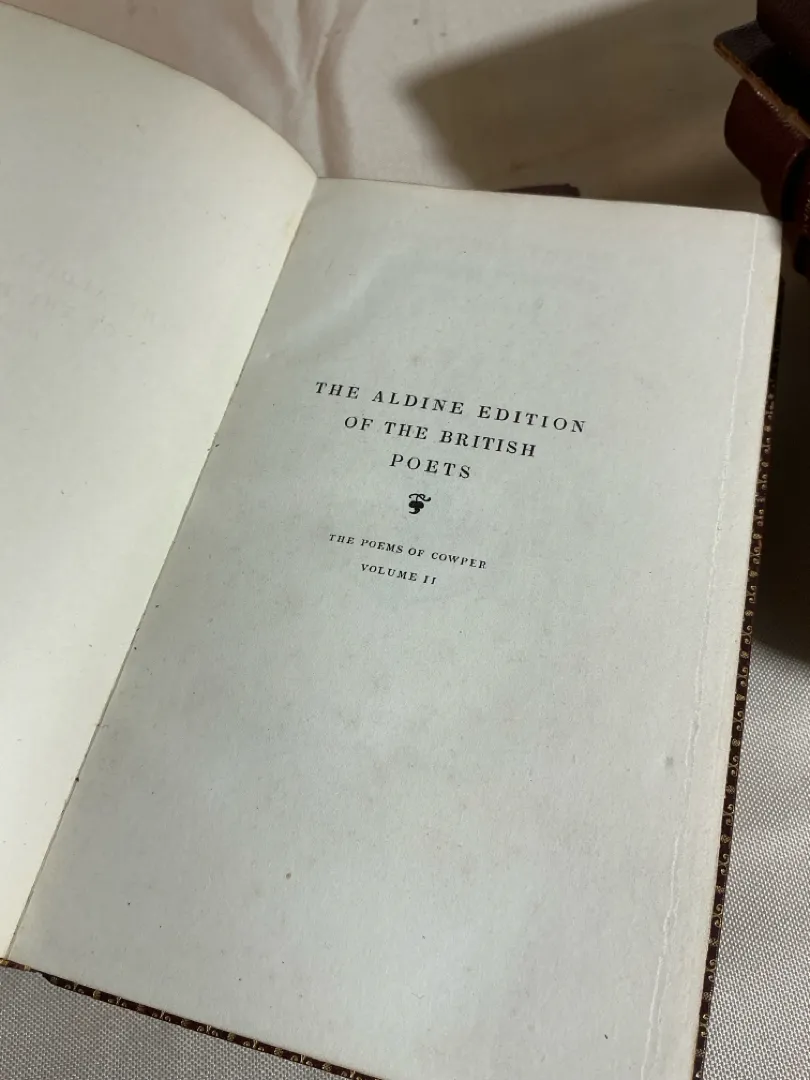 THE ALDINE EDITION
OF THE BRITISH
POETS
THE POEMS OF COWPER
VOLUME II